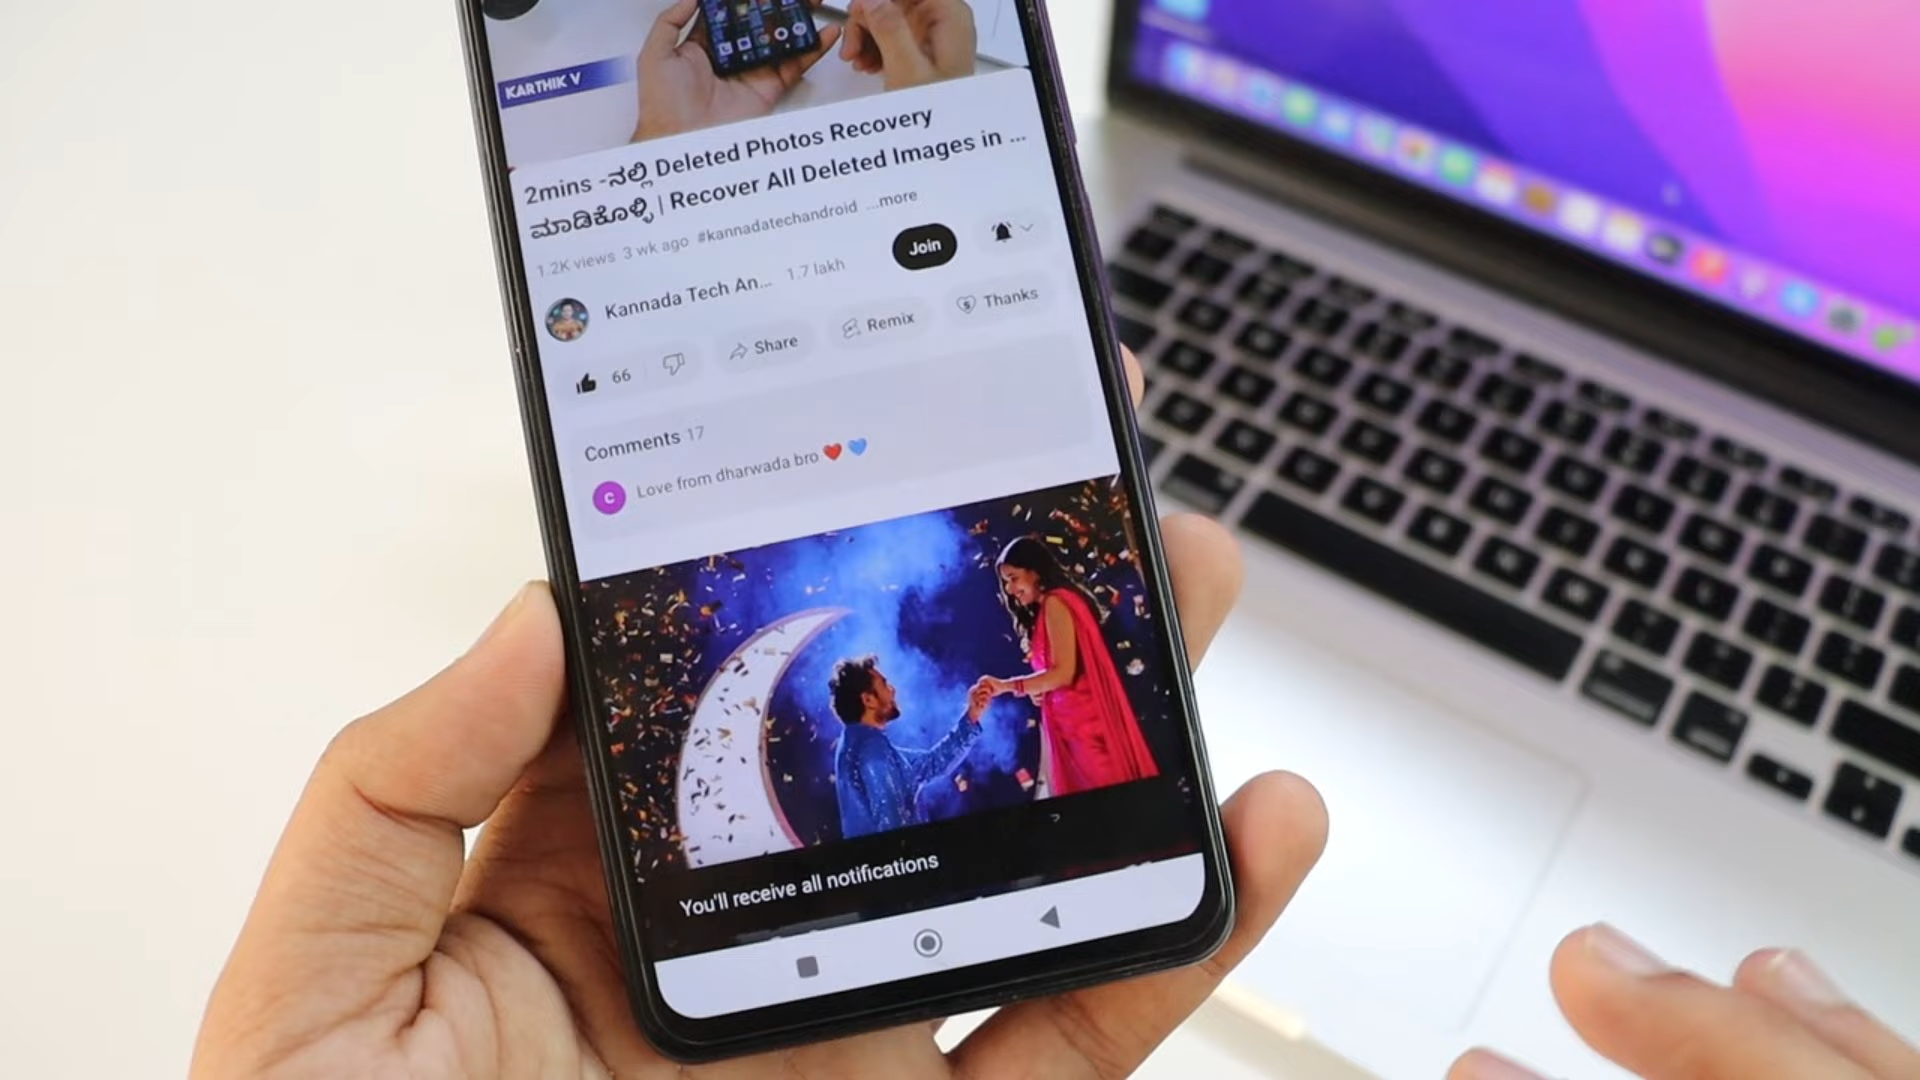 KARTHIK V
2mins -ನಲ್ಲಿ Deleted Photos Recovery
ಮಾಡಿಕೊಳ್ಳಿ | Recover All Deleted Images in ...
1.2K views 3 wk ago #kannadatechandroid ...more
Kannada Tech An... 1.7 lakh
Join
66
Share
Remix
Thanks
Comments 17
C
Love from dharwada bro ❤️ 💙
You'll receive all notifications